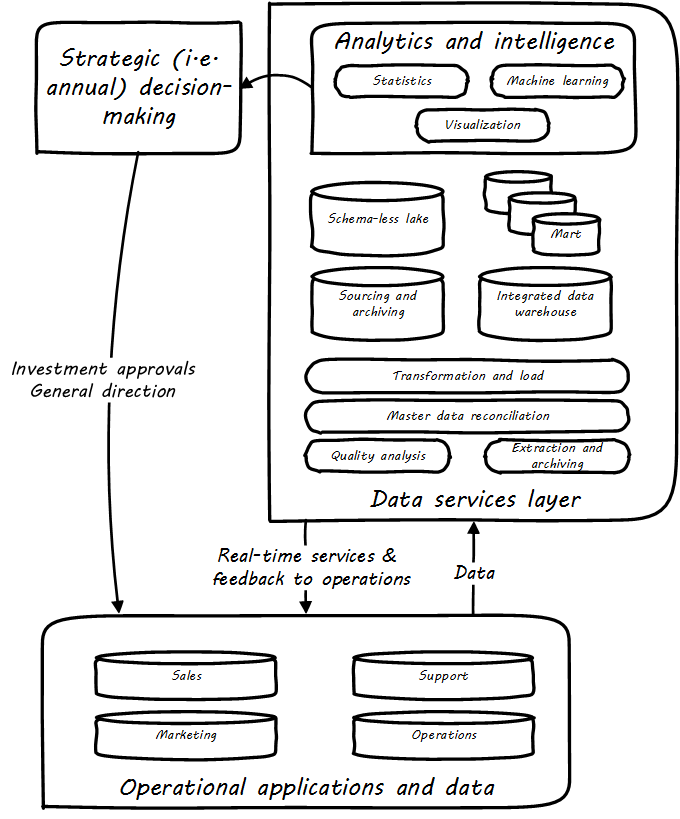 Strategic (i.e.
annual) decision-
making
Analytics and intelligence
Statistics
Machine learning
Visualization
Schema-less lake
Mart
Sourcing and
archiving
Integrated data
warehouse
Transformation and load
Master data reconciliation
Quality analysis
Extraction and
archiving
Data services layer
Investment approvals
General direction
Real-time services &
feedback to operations
Data
Sales
Support
Marketing
Operations
Operational applications and data